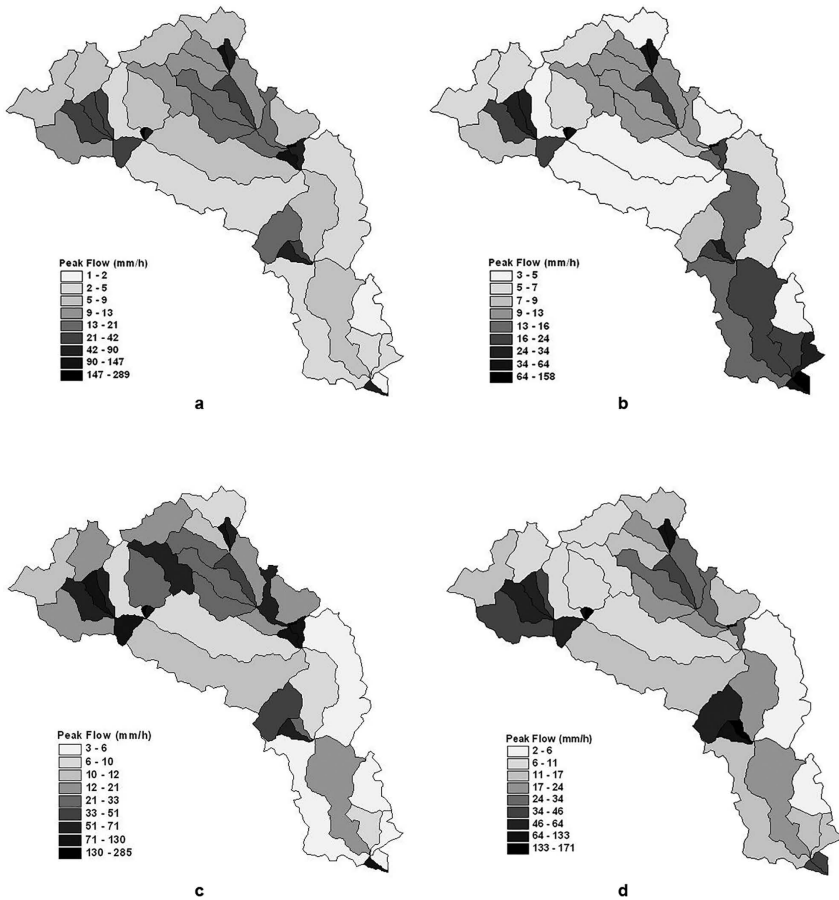 Peak Flow (mm/h)
1 - 2
2 - 5
5 - 9
9 - 13
13 - 21
21 - 42
42 - 90
90 - 147
147 - 289
a
Peak Flow (mm/h)
3 - 5
5 - 7
7 - 9
9 - 13
13 - 16
16 - 24
24 - 34
34 - 64
64 - 158
b
Peak Flow (mm/h)
3 - 6
6 - 10
10 - 12
12 - 21
21 - 33
33 - 51
51 - 71
71 - 130
130 - 285
c
Peak Flow (mm/h)
2 - 6
6 - 11
11 - 17
17 - 24
24 - 34
34 - 46
46 - 64
64 - 133
133 - 171
d